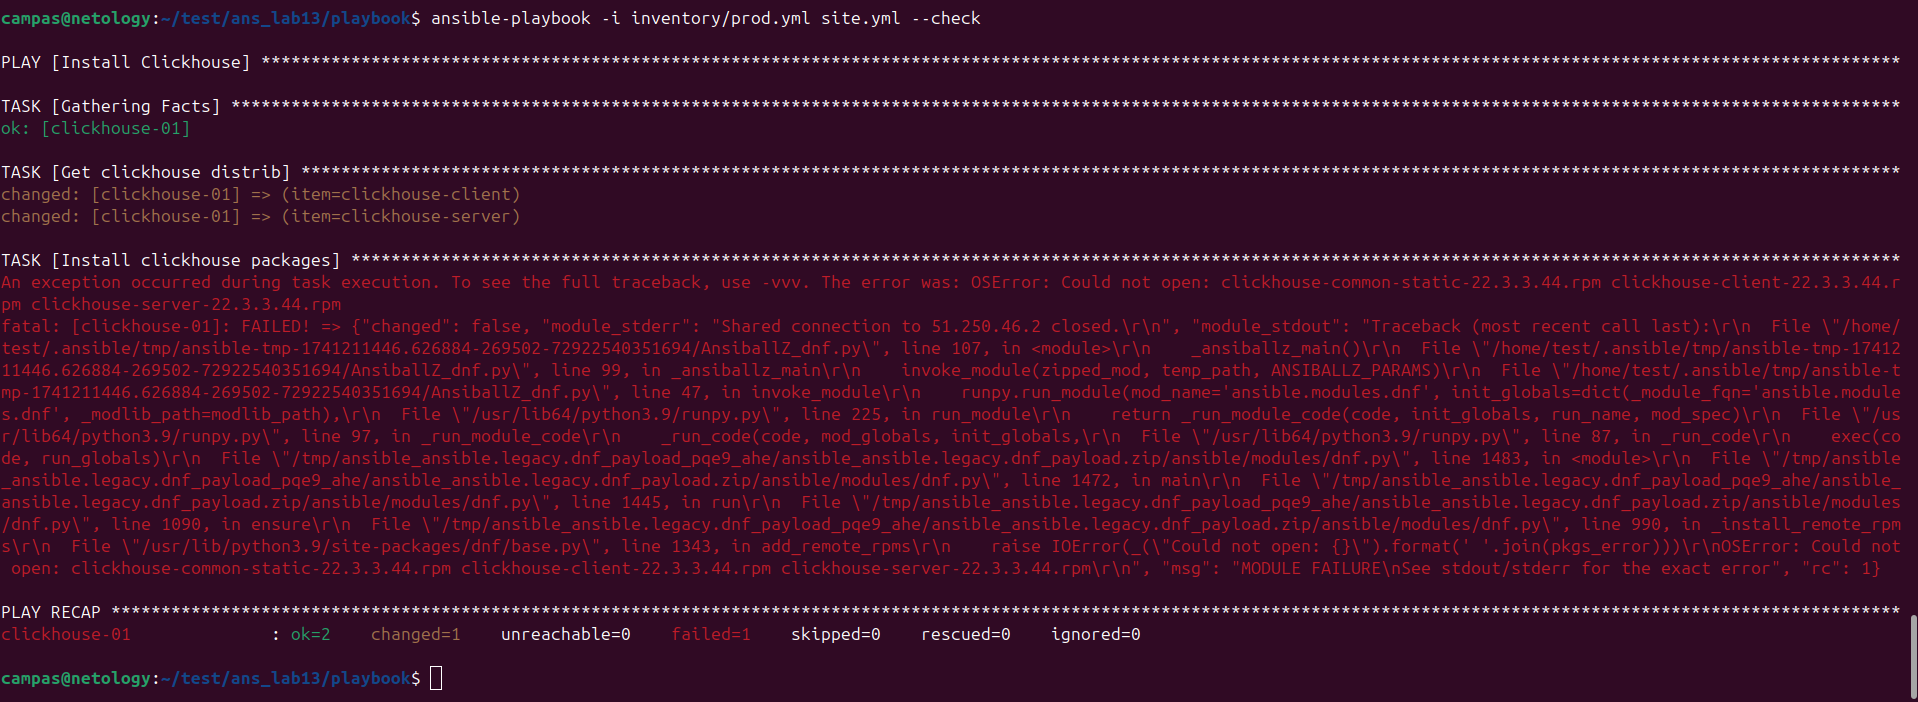 campas@netology:~/test/ans_lab13/playbook$ ansible-playbook -i inventory/prod.yml site.yml --check
PLAY [Install Clickhouse] ********************************************************************************************************************************************************************
TASK [Gathering Facts] ***********************************************************************************************************************************************************************
ok: [clickhouse-01]
TASK [Get clickhouse distrib] ****************************************************************************************************************************************************************
changed: [clickhouse-01] => (item=clickhouse-client)
changed: [clickhouse-01] => (item=clickhouse-server)
TASK [Install clickhouse packages] ***********************************************************************************************************************************************************
An exception occurred during task execution. To see the full traceback, use -vvv. The error was: OSError: Could not open: clickhouse-common-static-22.3.3.44.rpm clickhouse-client-22.3.3.44.r
pm clickhouse-server-22.3.3.44.rpm
fatal: [clickhouse-01]: FAILED! => {"changed": false, "module_stderr": "Shared connection to 51.250.46.2 closed.\r\n", "module_stdout": "Traceback (most recent call last):\r\n  File \"/home/
test/.ansible/tmp/ansible-tmp-1741211446.626884-269502-72922540351694/AnsiballZ_dnf.py\", line 107, in <module>\r\n    _ansiballz_main()\r\n  File \"/home/test/.ansible/tmp/ansible-tmp-17412
11446.626884-269502-72922540351694/AnsiballZ_dnf.py\", line 99, in _ansiballz_main\r\n    invoke_module(zipped_mod, temp_path, ANSIBALLZ_PARAMS)\r\n  File \"/home/test/.ansible/tmp/ansible-t
mp-1741211446.626884-269502-72922540351694/AnsiballZ_dnf.py\", line 47, in invoke_module\r\n    runpy.run_module(mod_name='ansible.modules.dnf', init_globals=dict(_module_fqn='ansible.module
s.dnf', _modlib_path=modlib_path),\r\n  File \"/usr/lib64/python3.9/runpy.py\", line 225, in run_module\r\n    return _run_module_code(code, init_globals, run_name, mod_spec)\r\n  File \"/us
r/lib64/python3.9/runpy.py\", line 97, in _run_module_code\r\n    _run_code(code, mod_globals, init_globals,\r\n  File \"/usr/lib64/python3.9/runpy.py\", line 87, in _run_code\r\n    exec(co
de, run_globals)\r\n  File \"/tmp/ansible_ansible.legacy.dnf_payload_pqe9_ahe/ansible_ansible.legacy.dnf_payload.zip/ansible/modules/dnf.py\", line 1483, in <module>\r\n  File \"/tmp/ansible
_ansible.legacy.dnf_payload_pqe9_ahe/ansible_ansible.legacy.dnf_payload.zip/ansible/modules/dnf.py\", line 1472, in main\r\n  File \"/tmp/ansible_ansible.legacy.dnf_payload_pqe9_ahe/ansible_
ansible.legacy.dnf_payload.zip/ansible/modules/dnf.py\", line 1445, in run\r\n  File \"/tmp/ansible_ansible.legacy.dnf_payload_pqe9_ahe/ansible_ansible.legacy.dnf_payload.zip/ansible/modules
/dnf.py\", line 1090, in ensure\r\n  File \"/tmp/ansible_ansible.legacy.dnf_payload_pqe9_ahe/ansible_ansible.legacy.dnf_payload.zip/ansible/modules/dnf.py\", line 990, in _install_remote_rpm
s\r\n  File \"/usr/lib/python3.9/site-packages/dnf/base.py\", line 1343, in add_remote_rpms\r\n    raise IOError(_(\"Could not open: {}\").format(' '.join(pkgs_error)))\r\nOSError: Could not
 open: clickhouse-common-static-22.3.3.44.rpm clickhouse-client-22.3.3.44.rpm clickhouse-server-22.3.3.44.rpm\r\n", "msg": "MODULE FAILURE\nSee stdout/stderr for the exact error", "rc": 1}
PLAY RECAP ***********************************************************************************************************************************************************************************
clickhouse-01              : ok=2    changed=1    unreachable=0    failed=1    skipped=0    rescued=0    ignored=0
campas@netology:~/test/ans_lab13/playbook$